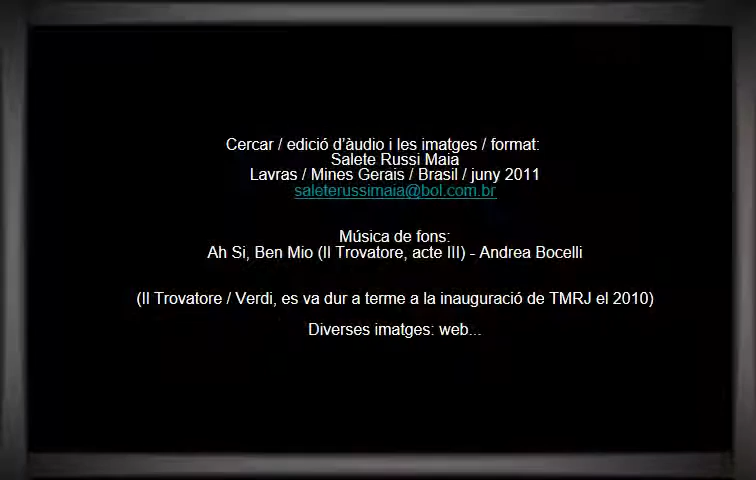 Cercar / edició d'àudio i les imatges / format:
Salete Russi Maia
Lavras / Mines Gerais / Brasil / juny 2011
saleterussimaia@bol.com.br
Música de fons:
Ah Si, Ben Mio (Il Trovatore, acte III) - Andrea Bocelli
(Il Trovatore / Verdi, es va dur a terme a la inauguració de TMRJ el 2010)
Diverses imatges: web...